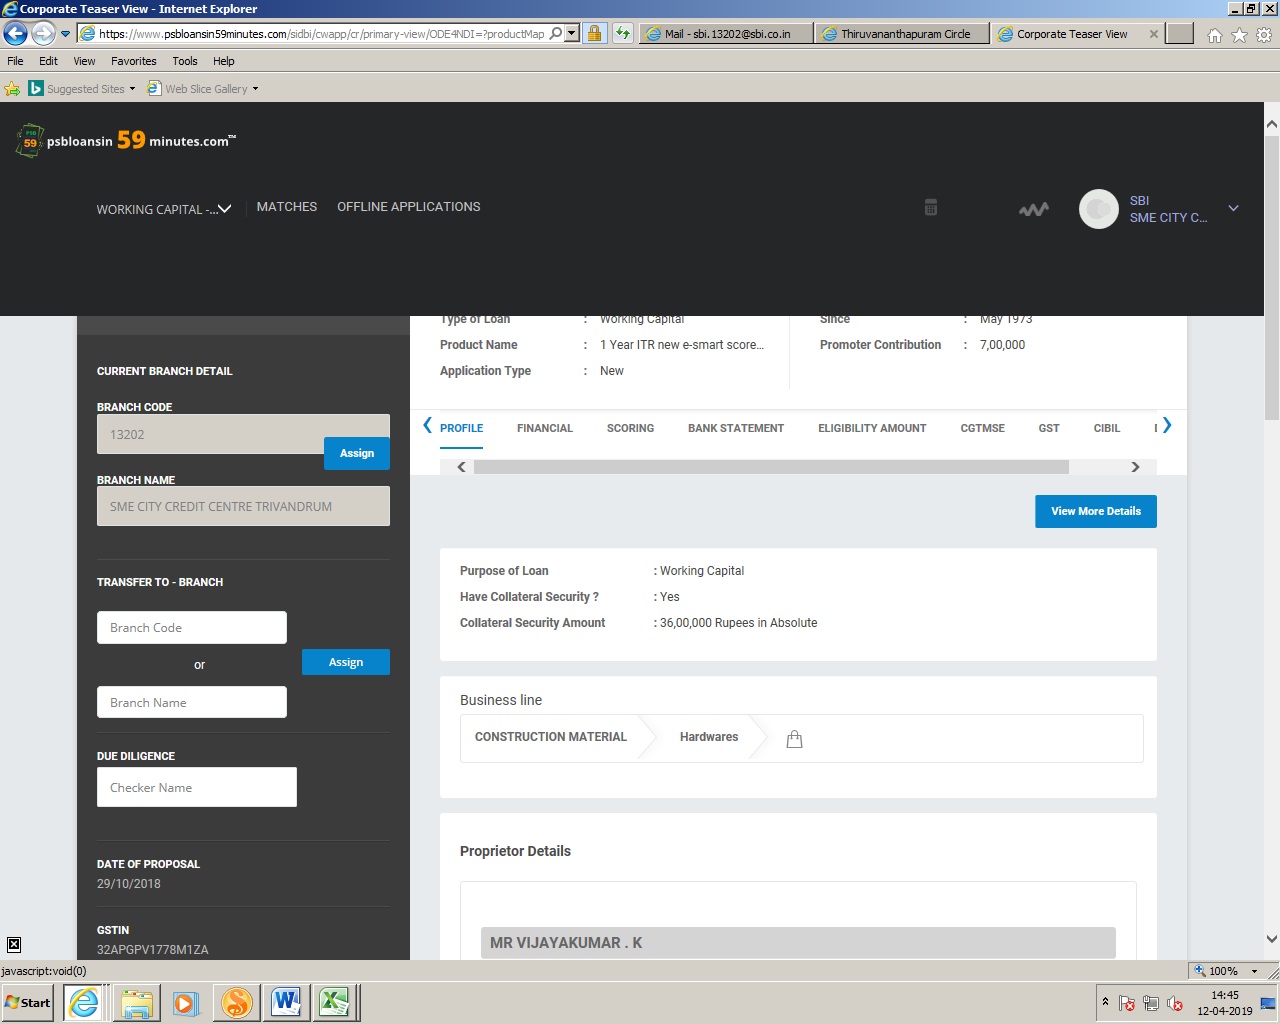 Corporate Teaser View - Internet Explorer
https://www.psbloansin59minutes.com/sidbi/cwapp/cr/primary-view/ODE4NDI=?productMap
Mail - sbi.13202@sbi.co.in
Thiruvananthapuram Circle
Corporate Teaser View
File Edit View Favorites Tools Help
Suggested Sites
Web Slice Gallery
PSB 59 psbloansin 59 minutes.com™
WORKING CAPITAL -...
MATCHES
OFFLINE APPLICATIONS
SBI
SME CITY C...
Type of Loan : Working Capital
Since : May 1973
Product Name : 1 Year ITR new e-smart score...
Promoter Contribution : 7,00,000
Application Type : New
CURRENT BRANCH DETAIL
BRANCH CODE
13202
Assign
BRANCH NAME
SME CITY CREDIT CENTRE TRIVANDRUM
TRANSFER TO - BRANCH
Branch Code
or
Assign
Branch Name
DUE DILIGENCE
Checker Name
DATE OF PROPOSAL
29/10/2018
GSTIN
32APGPV1778M1ZA
PROFILE FINANCIAL SCORING BANK STATEMENT ELIGIBILITY AMOUNT CGTMSE GST CIBIL
View More Details
Purpose of Loan : Working Capital
Have Collateral Security ? : Yes
Collateral Security Amount : 36,00,000 Rupees in Absolute
Business line
CONSTRUCTION MATERIAL
Hardwares
Proprietor Details
MR VIJAYAKUMAR . K
javascript:void(0)
100%
Start
14:45
12-04-2019